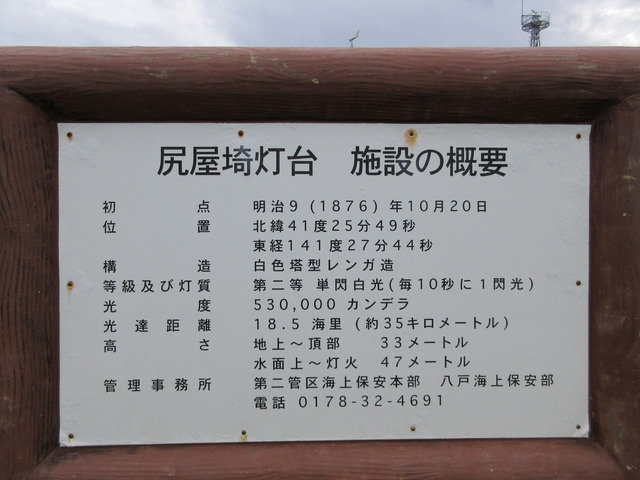 尻屋埼灯台 施設の概要
初点 明治9(1876)年10月20日
位置 北緯41度25分49秒
東経141度27分44秒
構造 白色塔型レンガ造
等級及び灯質 第二等 単閃白光(毎10秒に1閃光)
光度 530,000 カンデラ
光達距離 18.5 海里 (約35キロメートル)
高さ 地上～頂部 33メートル
水面上～灯火 47メートル
管理事務所 第二管区海上保安本部 八戸海上保安部
電話 0178-32-4691